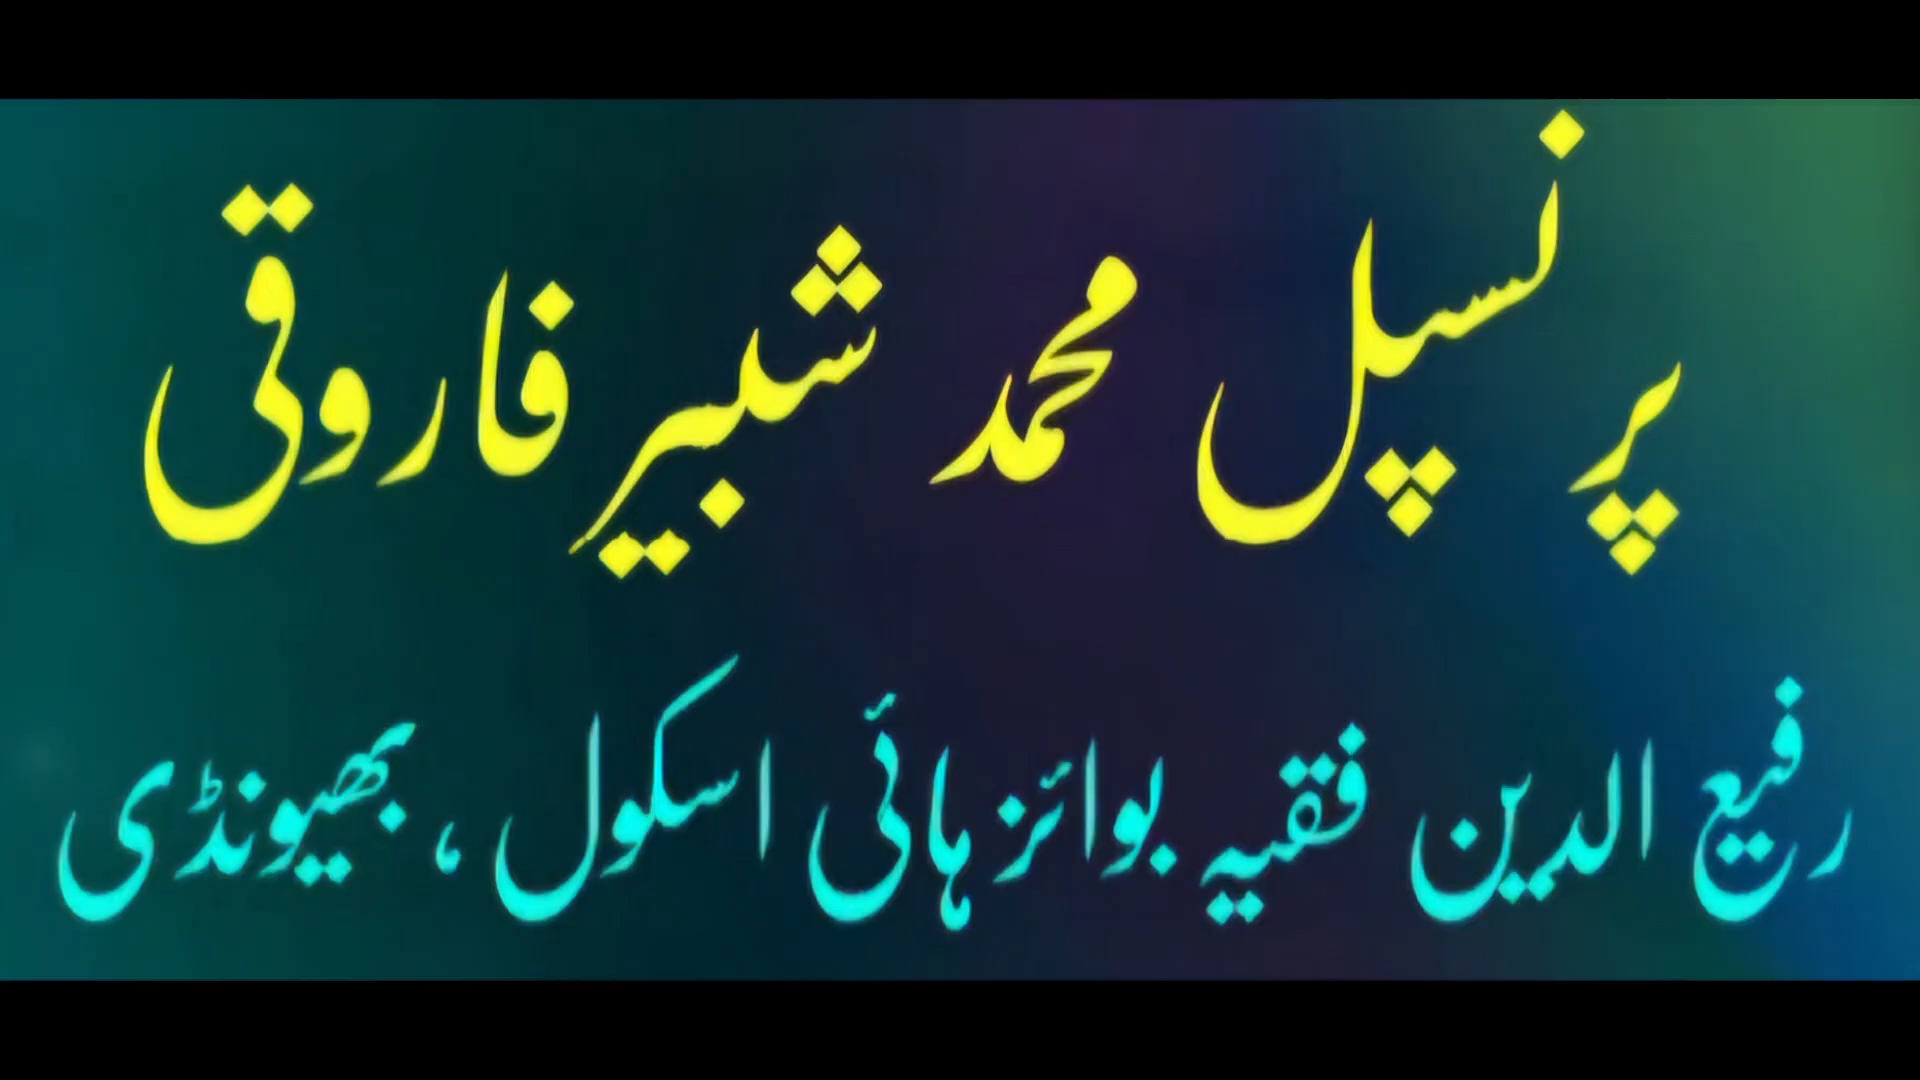 پرنسپل محمد شبیر فاروقی
رفیع الدین فقیہ بوائز ہائی اسکول ، بھیونڈی